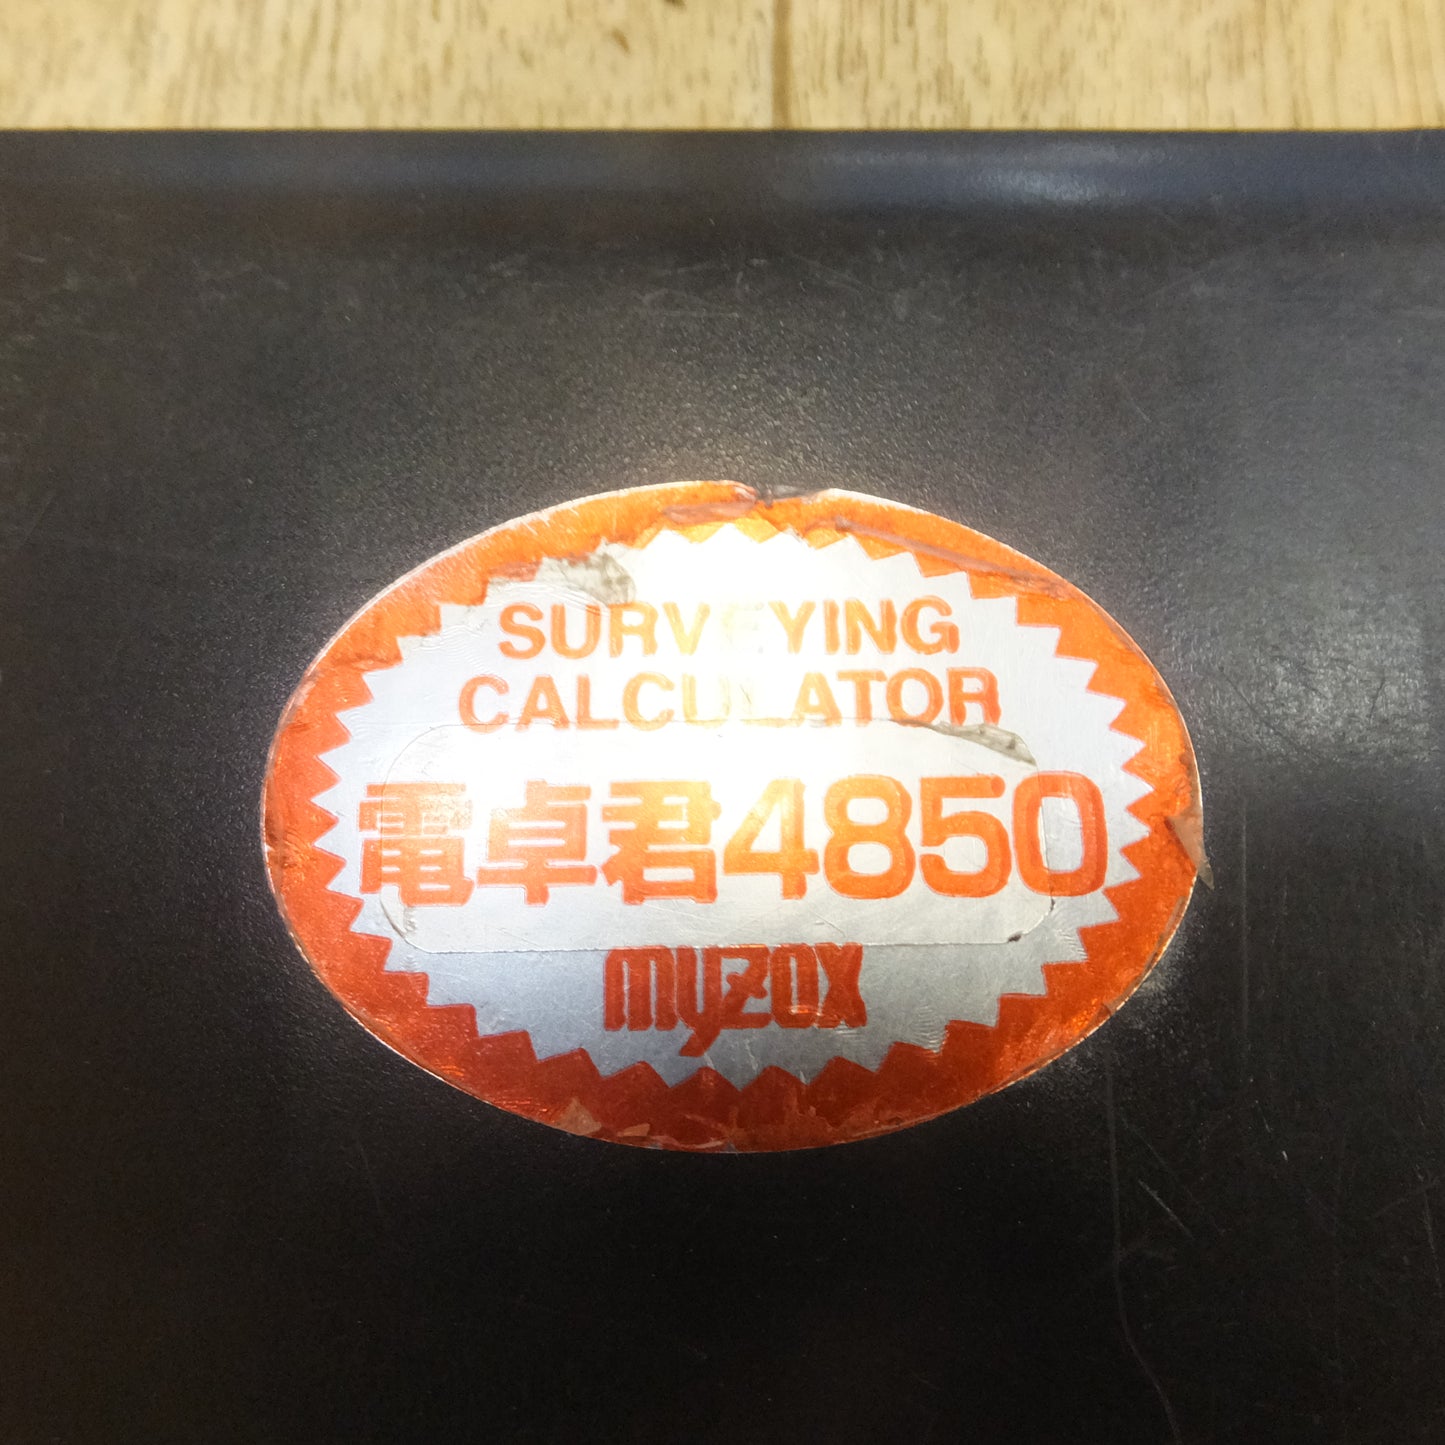 SURVEYING
CALCULATOR
電卓君4850
myzox